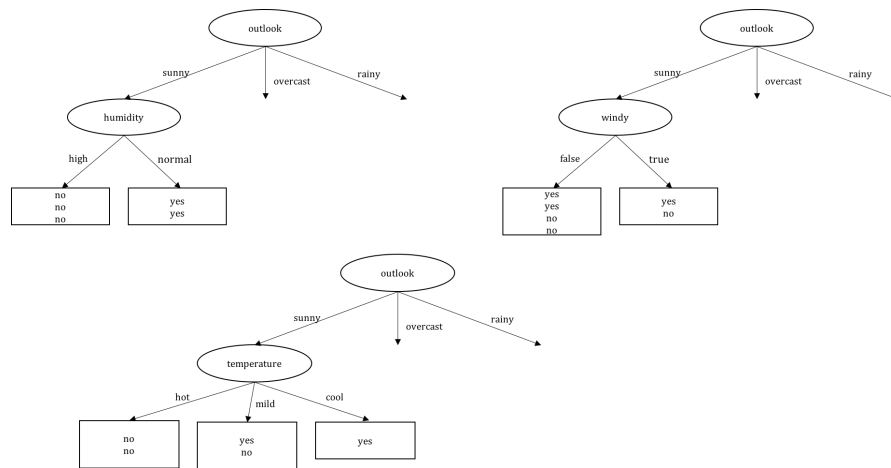 outlook
sunny
overcast
rainy
humidity
high
normal
no
no
no
yes
yes
outlook
sunny
overcast
rainy
windy
false
true
yes
yes
no
no
yes
no
outlook
sunny
overcast
rainy
temperature
hot
mild
cool
no
no
yes
no
yes